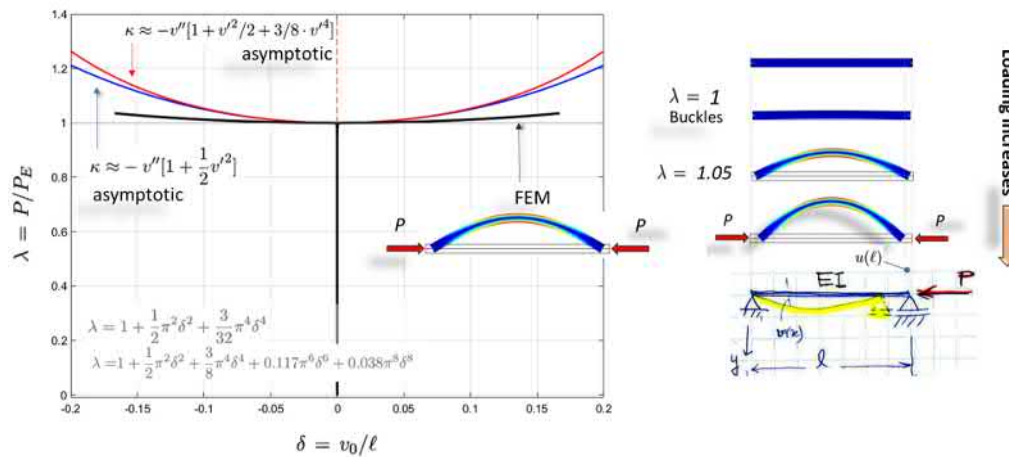 κ ≈ −v″[1 + v′²/2 + 3/8 · v′⁴]
asymptotic
κ ≈ − v″[1 + 1/2 v′²]
asymptotic
FEM
P
P
λ = 1 + 1/2 π²δ² + 3/32 π⁴δ⁴
λ =1 + 1/2 π²δ² + 3/8 π⁴δ⁴ + 0.117π⁶δ⁶ + 0.038π⁸δ⁸
1.4
1.2
1
0.8
0.6
0.4
0.2
0
-0.2
-0.15
-0.1
-0.05
0
0.05
0.1
0.15
0.2
λ = P/P_E
δ = v₀/ℓ
λ = 1
Buckles
λ = 1.05
P
P
u(ℓ)
EI
P
v(x)
y
ℓ
Loading Increases